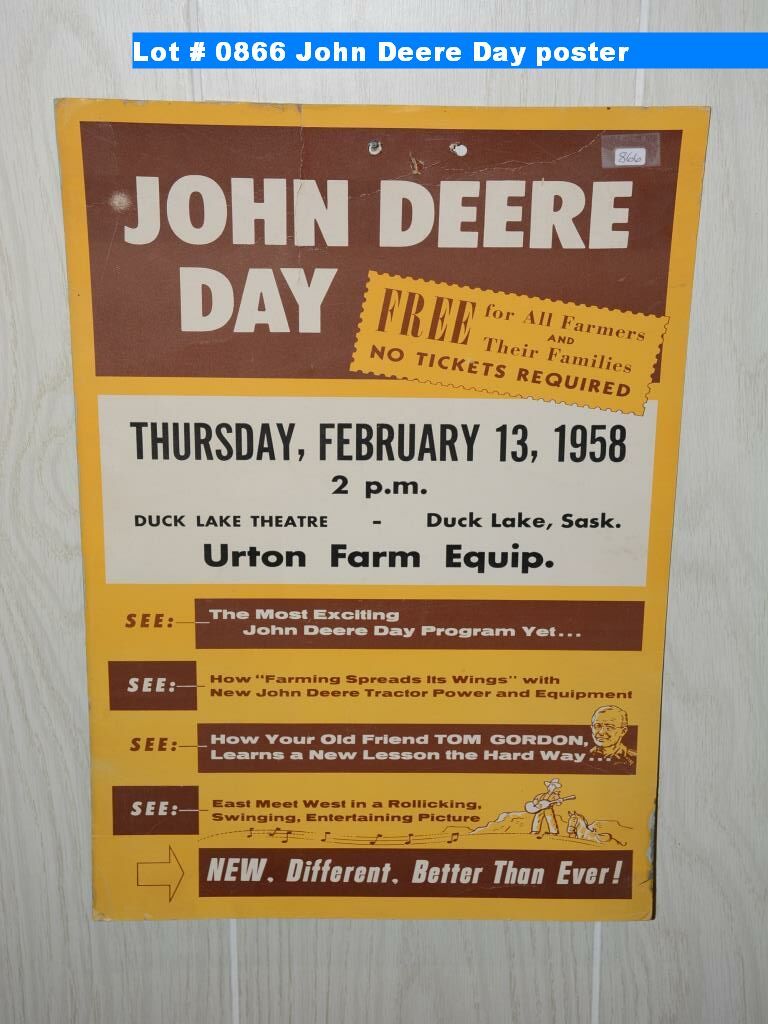 Lot # 0866 John Deere Day poster
866
JOHN DEERE
DAY
FREE for All Farmers
AND
Their Families
NO TICKETS REQUIRED
THURSDAY, FEBRUARY 13, 1958
2 p.m.
DUCK LAKE THEATRE - Duck Lake, Sask.
Urton Farm Equip.
SEE: The Most Exciting
John Deere Day Program Yet...
SEE: How "Farming Spreads Its Wings" with
New John Deere Tractor Power and Equipment
SEE: How Your Old Friend TOM GORDON,
Learns a New Lesson the Hard Way...
SEE: East Meet West in a Rollicking,
Swinging, Entertaining Picture
NEW. Different. Better Than Ever!